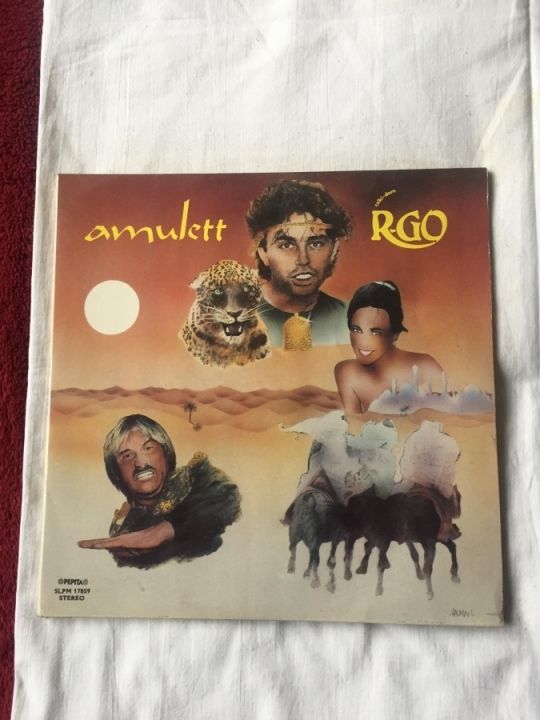 amulett
R-GO
PEPITA
SLPM 17859
STEREO